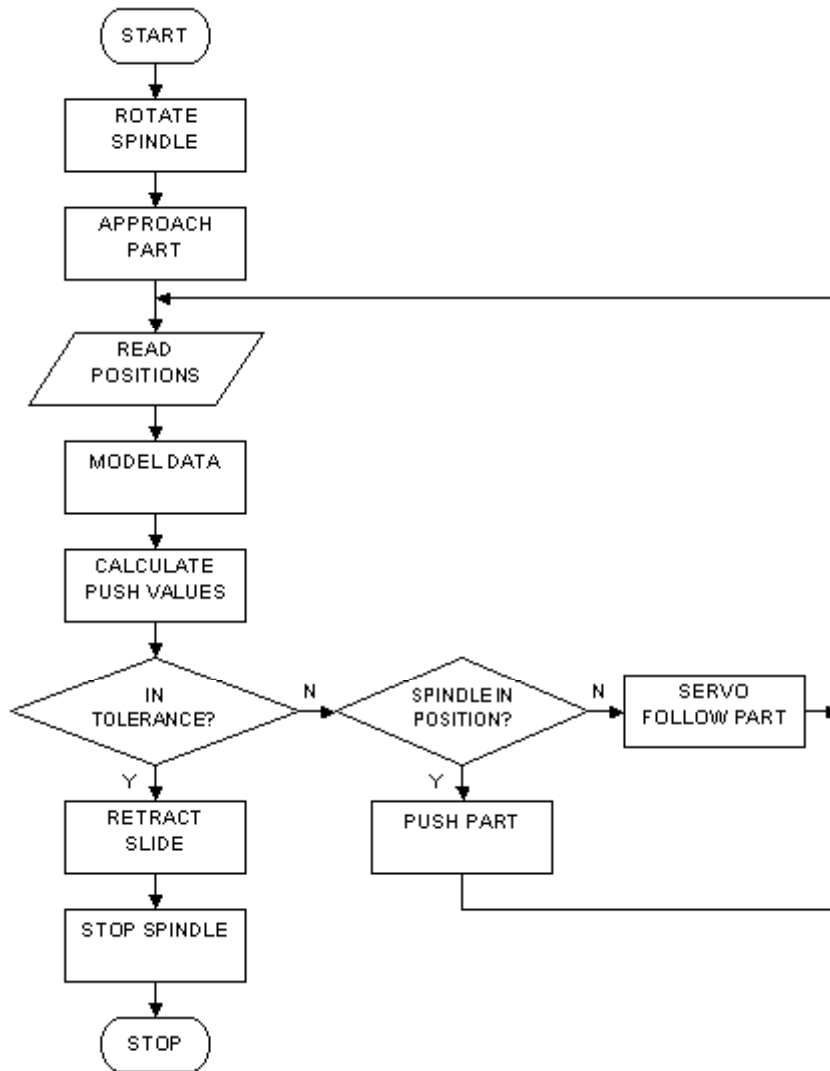 START
ROTATE
SPINDLE
APPROACH
PART
READ
POSITIONS
MODEL DATA
CALCULATE
PUSH VALUES
IN
TOLERANCE?
N
SPINDLE IN
POSITION?
N
SERVO
FOLLOW PART
Y
Y
RETRACT
SLIDE
PUSH PART
STOP SPINDLE
STOP